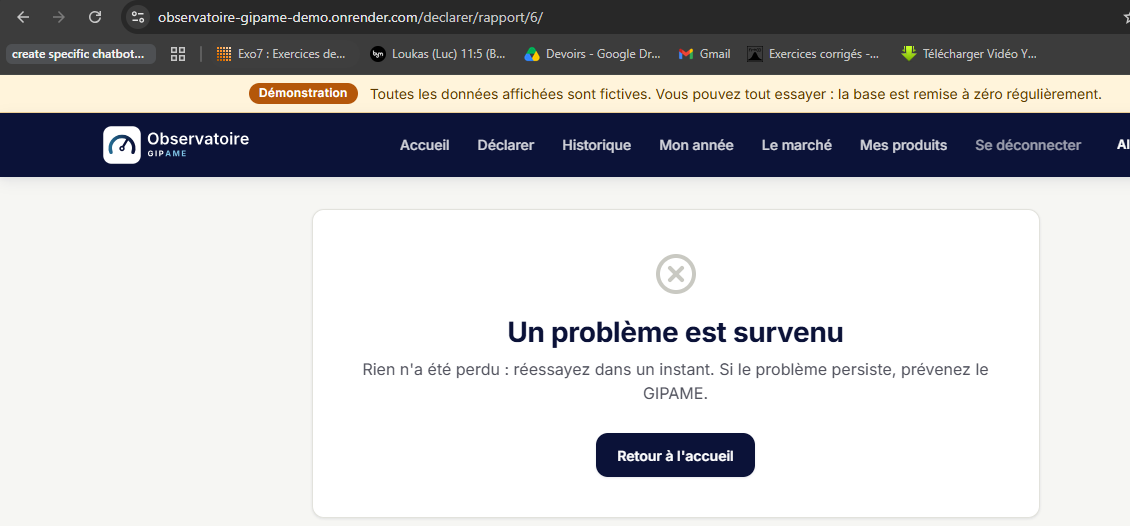 observatoire-gipame-demo.onrender.com/declarer/rapport/6/
create specific chatbot... Exo7 : Exercices de... bym Loukas (Luc) 11:5 (B... Devoirs - Google Dr... Gmail Exercices corrigés -... Télécharger Vidéo Y...
Démonstration Toutes les données affichées sont fictives. Vous pouvez tout essayer : la base est remise à zéro régulièrement.
Observatoire
GIPAME
Accueil Déclarer Historique Mon année Le marché Mes produits Se déconnecter Al
Un problème est survenu
Rien n'a été perdu : réessayez dans un instant. Si le problème persiste, prévenez le
GIPAME.
Retour à l'accueil